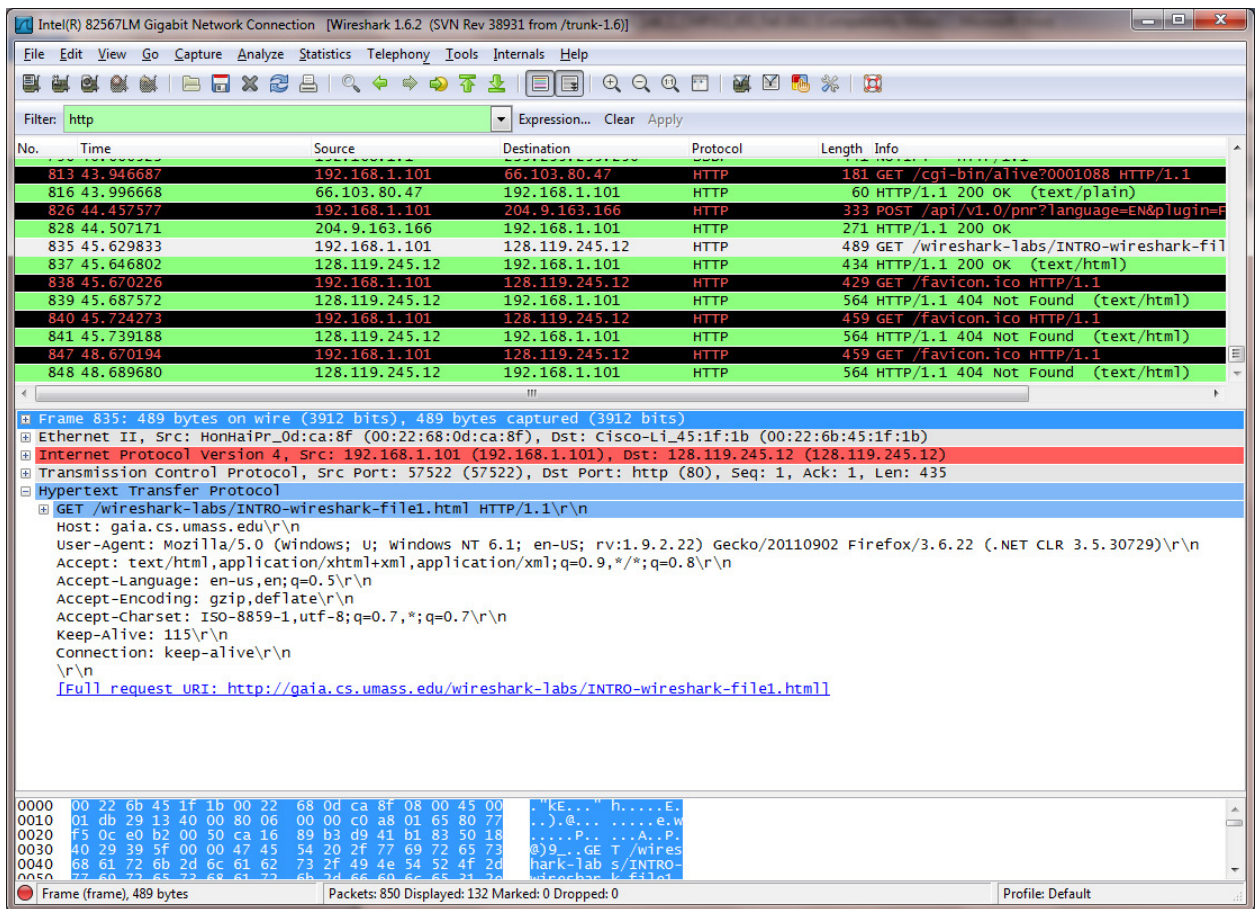 Intel(R) 82567LM Gigabit Network Connection [Wireshark 1.6.2 (SVN Rev 38931 from /trunk-1.6)]
File Edit View Go Capture Analyze Statistics Telephony Tools Internals Help
Filter: http Expression... Clear Apply
No. Time Source Destination Protocol Length Info
813 43.946687 192.168.1.101 66.103.80.47 HTTP 181 GET /cgi-bin/alive?0001088 HTTP/1.1
816 43.996668 66.103.80.47 192.168.1.101 HTTP 60 HTTP/1.1 200 OK (text/plain)
826 44.457577 192.168.1.101 204.9.163.166 HTTP 333 POST /api/v1.0/pnr?language=EN&plugin=F
828 44.507171 204.9.163.166 192.168.1.101 HTTP 271 HTTP/1.1 200 OK
835 45.629833 192.168.1.101 128.119.245.12 HTTP 489 GET /wireshark-labs/INTRO-wireshark-fil
837 45.646802 128.119.245.12 192.168.1.101 HTTP 434 HTTP/1.1 200 OK (text/html)
838 45.670226 192.168.1.101 128.119.245.12 HTTP 429 GET /favicon.ico HTTP/1.1
839 45.687572 128.119.245.12 192.168.1.101 HTTP 564 HTTP/1.1 404 Not Found (text/html)
840 45.724273 192.168.1.101 128.119.245.12 HTTP 459 GET /favicon.ico HTTP/1.1
841 45.739188 128.119.245.12 192.168.1.101 HTTP 564 HTTP/1.1 404 Not Found (text/html)
847 48.670194 192.168.1.101 128.119.245.12 HTTP 459 GET /favicon.ico HTTP/1.1
848 48.689680 128.119.245.12 192.168.1.101 HTTP 564 HTTP/1.1 404 Not Found (text/html)
Frame 835: 489 bytes on wire (3912 bits), 489 bytes captured (3912 bits)
Ethernet II, Src: HonHaiPr_0d:ca:8f (00:22:68:0d:ca:8f), Dst: Cisco-Li_45:1f:1b (00:22:6b:45:1f:1b)
Internet Protocol Version 4, Src: 192.168.1.101 (192.168.1.101), Dst: 128.119.245.12 (128.119.245.12)
Transmission Control Protocol, Src Port: 57522 (57522), Dst Port: http (80), Seq: 1, Ack: 1, Len: 435
Hypertext Transfer Protocol
GET /wireshark-labs/INTRO-wireshark-file1.html HTTP/1.1\r\n
Host: gaia.cs.umass.edu\r\n
User-Agent: Mozilla/5.0 (Windows; U; Windows NT 6.1; en-US; rv:1.9.2.22) Gecko/20110902 Firefox/3.6.22 (.NET CLR 3.5.30729)\r\n
Accept: text/html,application/xhtml+xml,application/xml;q=0.9,*/*;q=0.8\r\n
Accept-Language: en-us,en;q=0.5\r\n
Accept-Encoding: gzip,deflate\r\n
Accept-Charset: ISO-8859-1,utf-8;q=0.7,*;q=0.7\r\n
Keep-Alive: 115\r\n
Connection: keep-alive\r\n
\r\n
[Full request URI: http://gaia.cs.umass.edu/wireshark-labs/INTRO-wireshark-file1.html]
0000 00 22 6b 45 1f 1b 00 22 68 0d ca 8f 08 00 45 00 ."kE..." h.....E.
0010 01 db 29 13 40 00 80 06 00 00 c0 a8 01 65 80 77 ..).@... .....e.w
0020 f5 0c e0 b2 00 50 ca 16 89 b3 d9 41 b1 83 50 18 .....P.. ...A..P.
0030 40 29 39 5f 00 00 47 45 54 20 2f 77 69 72 65 73 @)9_..GE T /wires
0040 68 61 72 6b 2d 6c 61 62 73 2f 49 4e 54 52 4f 2d hark-lab s/INTRO-
0050 77 69 72 65 73 68 61 72 6b 2d 66 69 6c 65 31 2e wireshar k-file1.
Frame (frame), 489 bytes Packets: 850 Displayed: 132 Marked: 0 Dropped: 0 Profile: Default